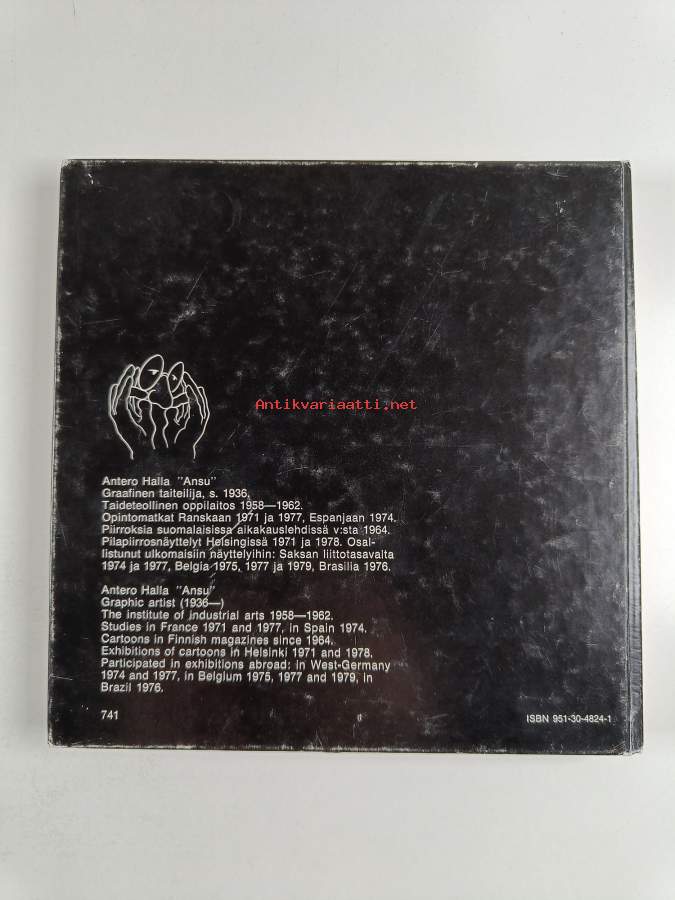 Antikvariaatti.net
Antero Halla "Ansu"
Graafinen taiteilija, s. 1936.
Taideteollinen oppilaitos 1958—1962.
Opintomatkat Ranskaan 1971 ja 1977, Espanjaan 1974.
Piirroksia suomalaisissa aikakauslehdissä v:sta 1964.
Pilapiirrosnäyttelyt Helsingissä 1971 ja 1978. Osal-
listunut ulkomaisiin näyttelyihin: Saksan liittotasavalta
1974 ja 1977, Belgia 1975, 1977 ja 1979, Brasilia 1976.
Antero Halla "Ansu"
Graphic artist (1936—)
The institute of industrial arts 1958—1962.
Studies in France 1971 and 1977, in Spain 1974.
Cartoons in Finnish magazines since 1964.
Exhibitions of cartoons in Helsinki 1971 and 1978,
Participated in exhibitions abroad: in West-Germany
1974 and 1977, in Belgium 1975, 1977 and 1979, in
Brazil 1976.
741
ISBN 951-30-4824-1